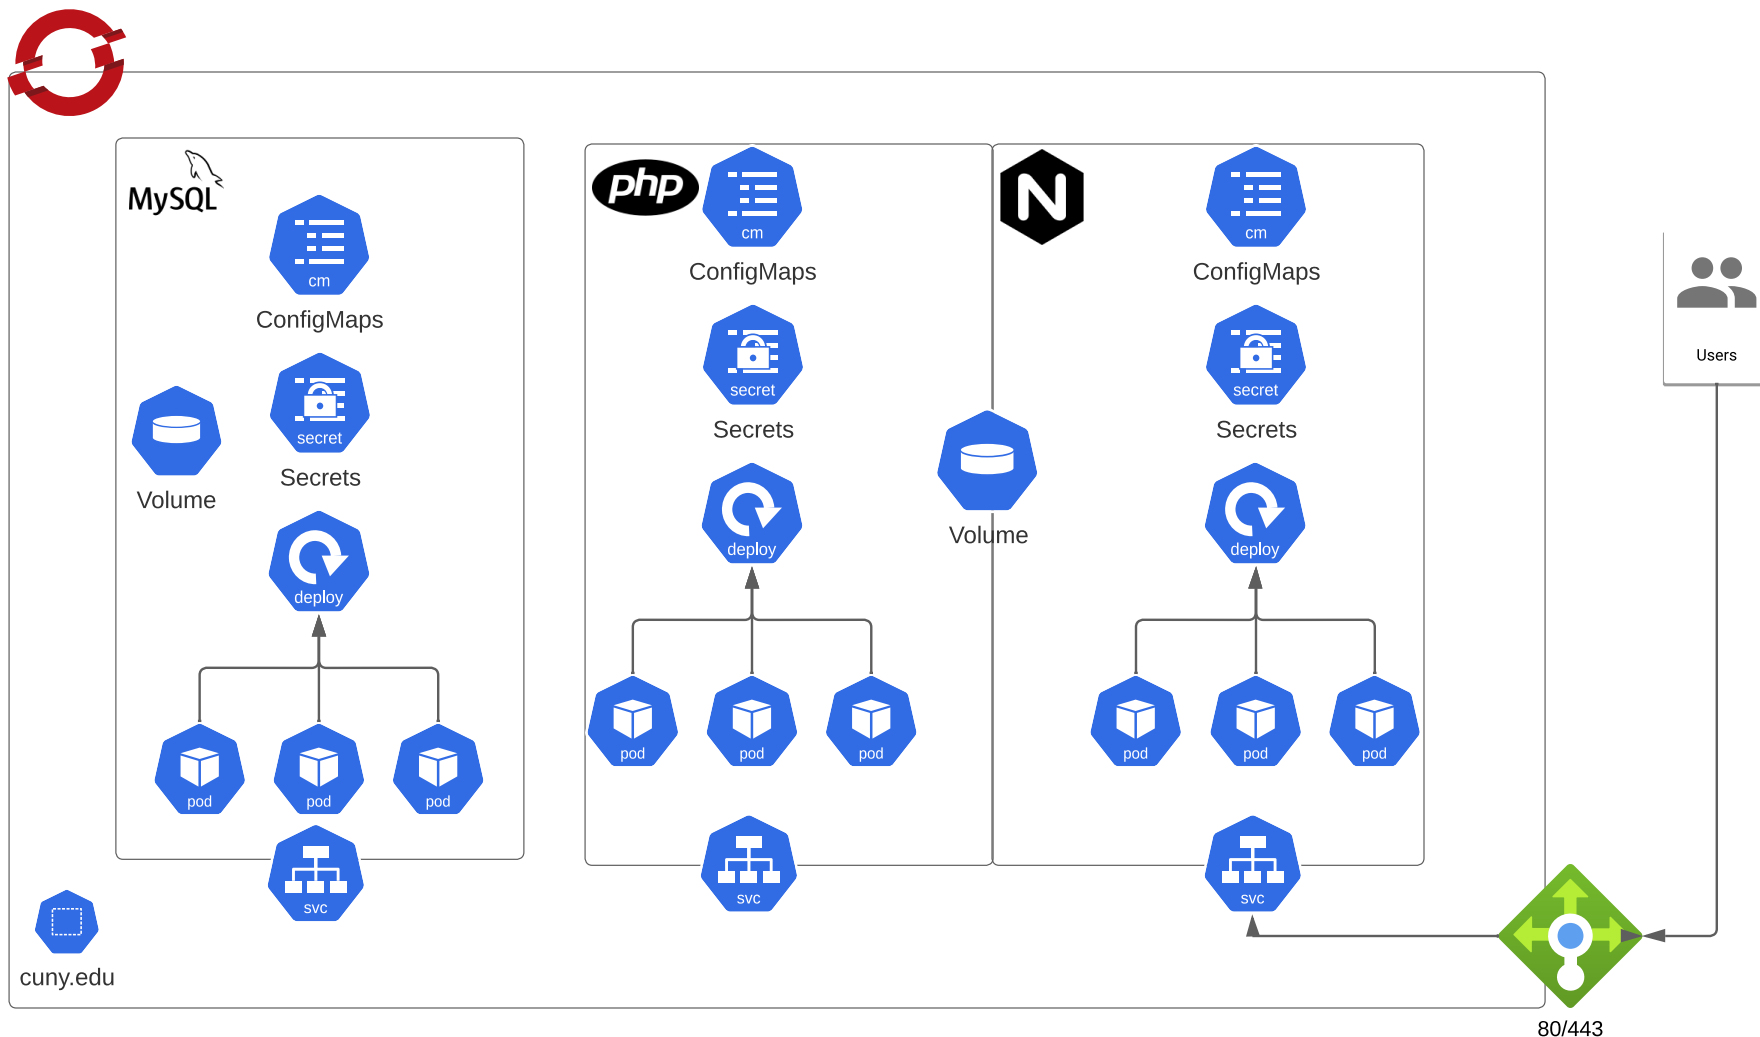 MySQL
cm
ConfigMaps
secret
Secrets
Volume
deploy
pod
pod
pod
svc
php
cm
ConfigMaps
secret
Secrets
deploy
pod
pod
pod
svc
Volume
N
cm
ConfigMaps
secret
Secrets
deploy
pod
pod
pod
svc
Users
cuny.edu
80/443